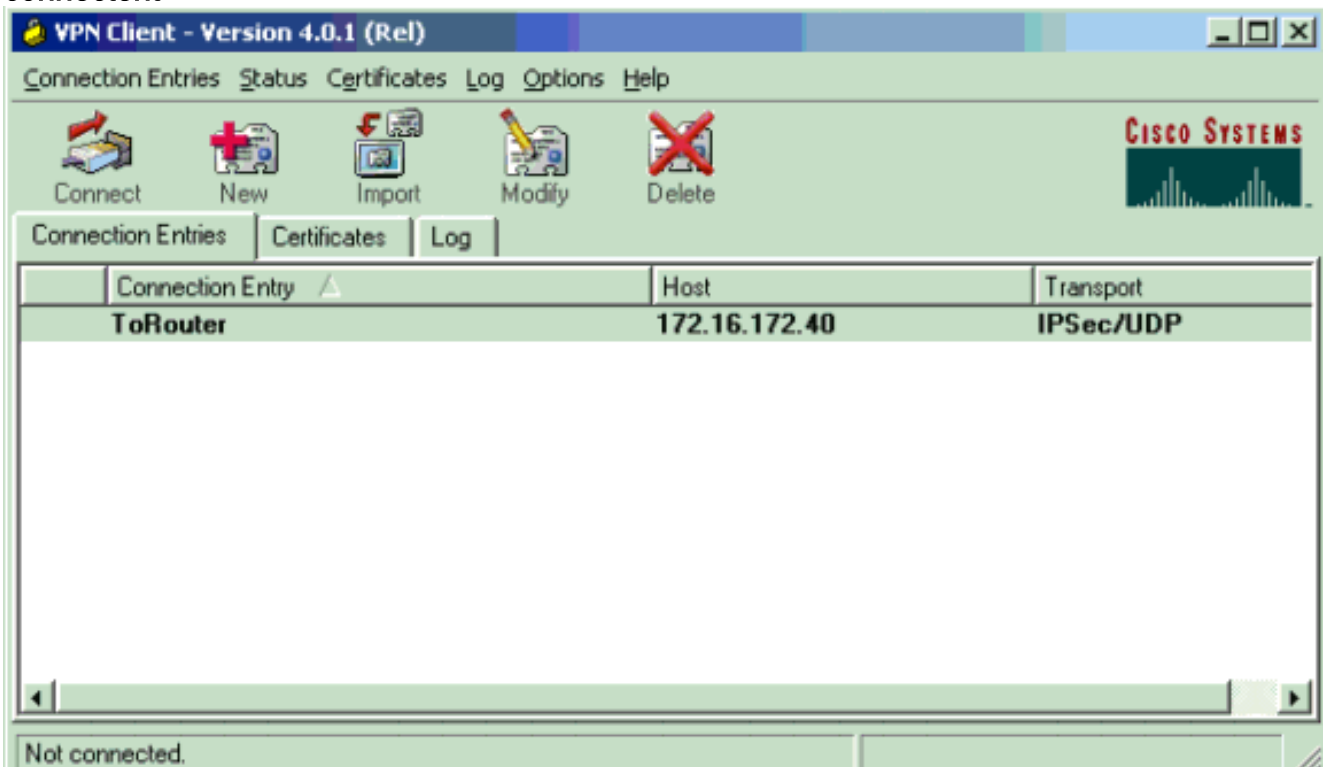 VPN Client - Version 4.0.1 (Rel)
Connection Entries Status Certificates Log Options Help
CISCO SYSTEMS
Connect New Import Modify Delete
Connection Entries Certificates Log
Connection Entry Host Transport
ToRouter 172.16.172.40 IPSec/UDP
Not connected.